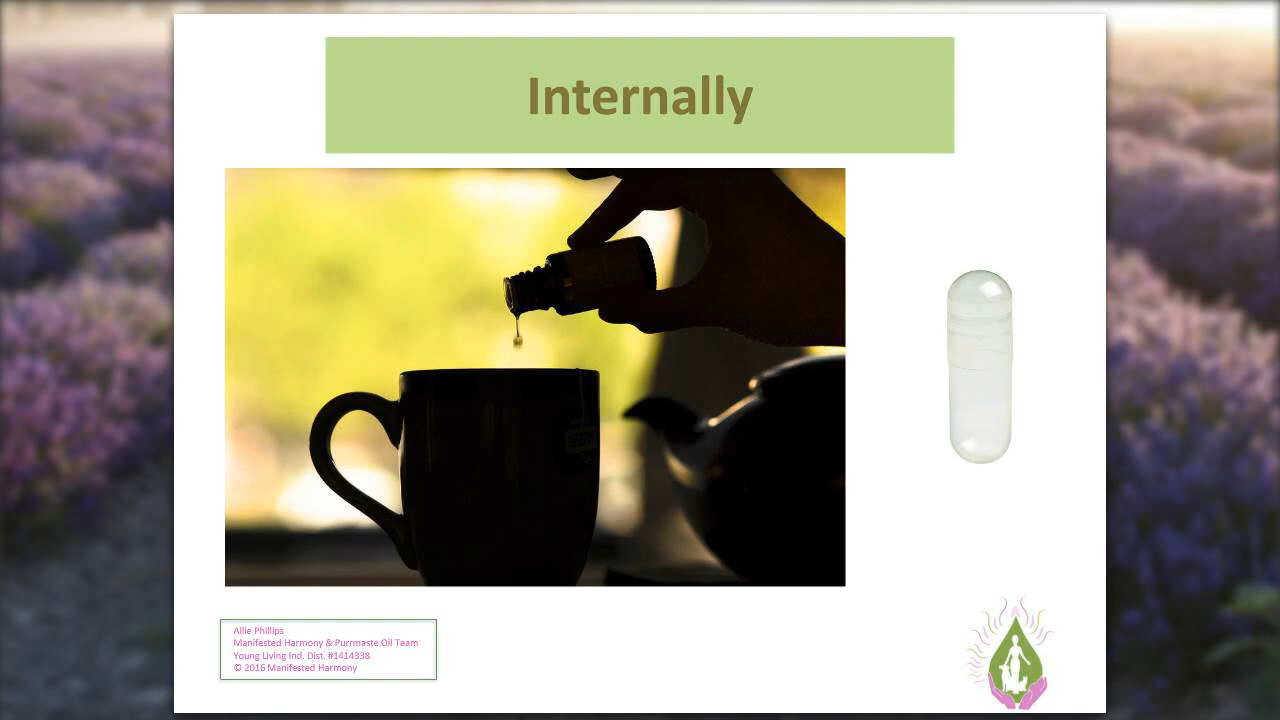 Internally
Allie Phillips
Manifested Harmony & Purrmaste Oil Team
Young Living Ind. Dist. #1414338
© 2016 Manifested Harmony